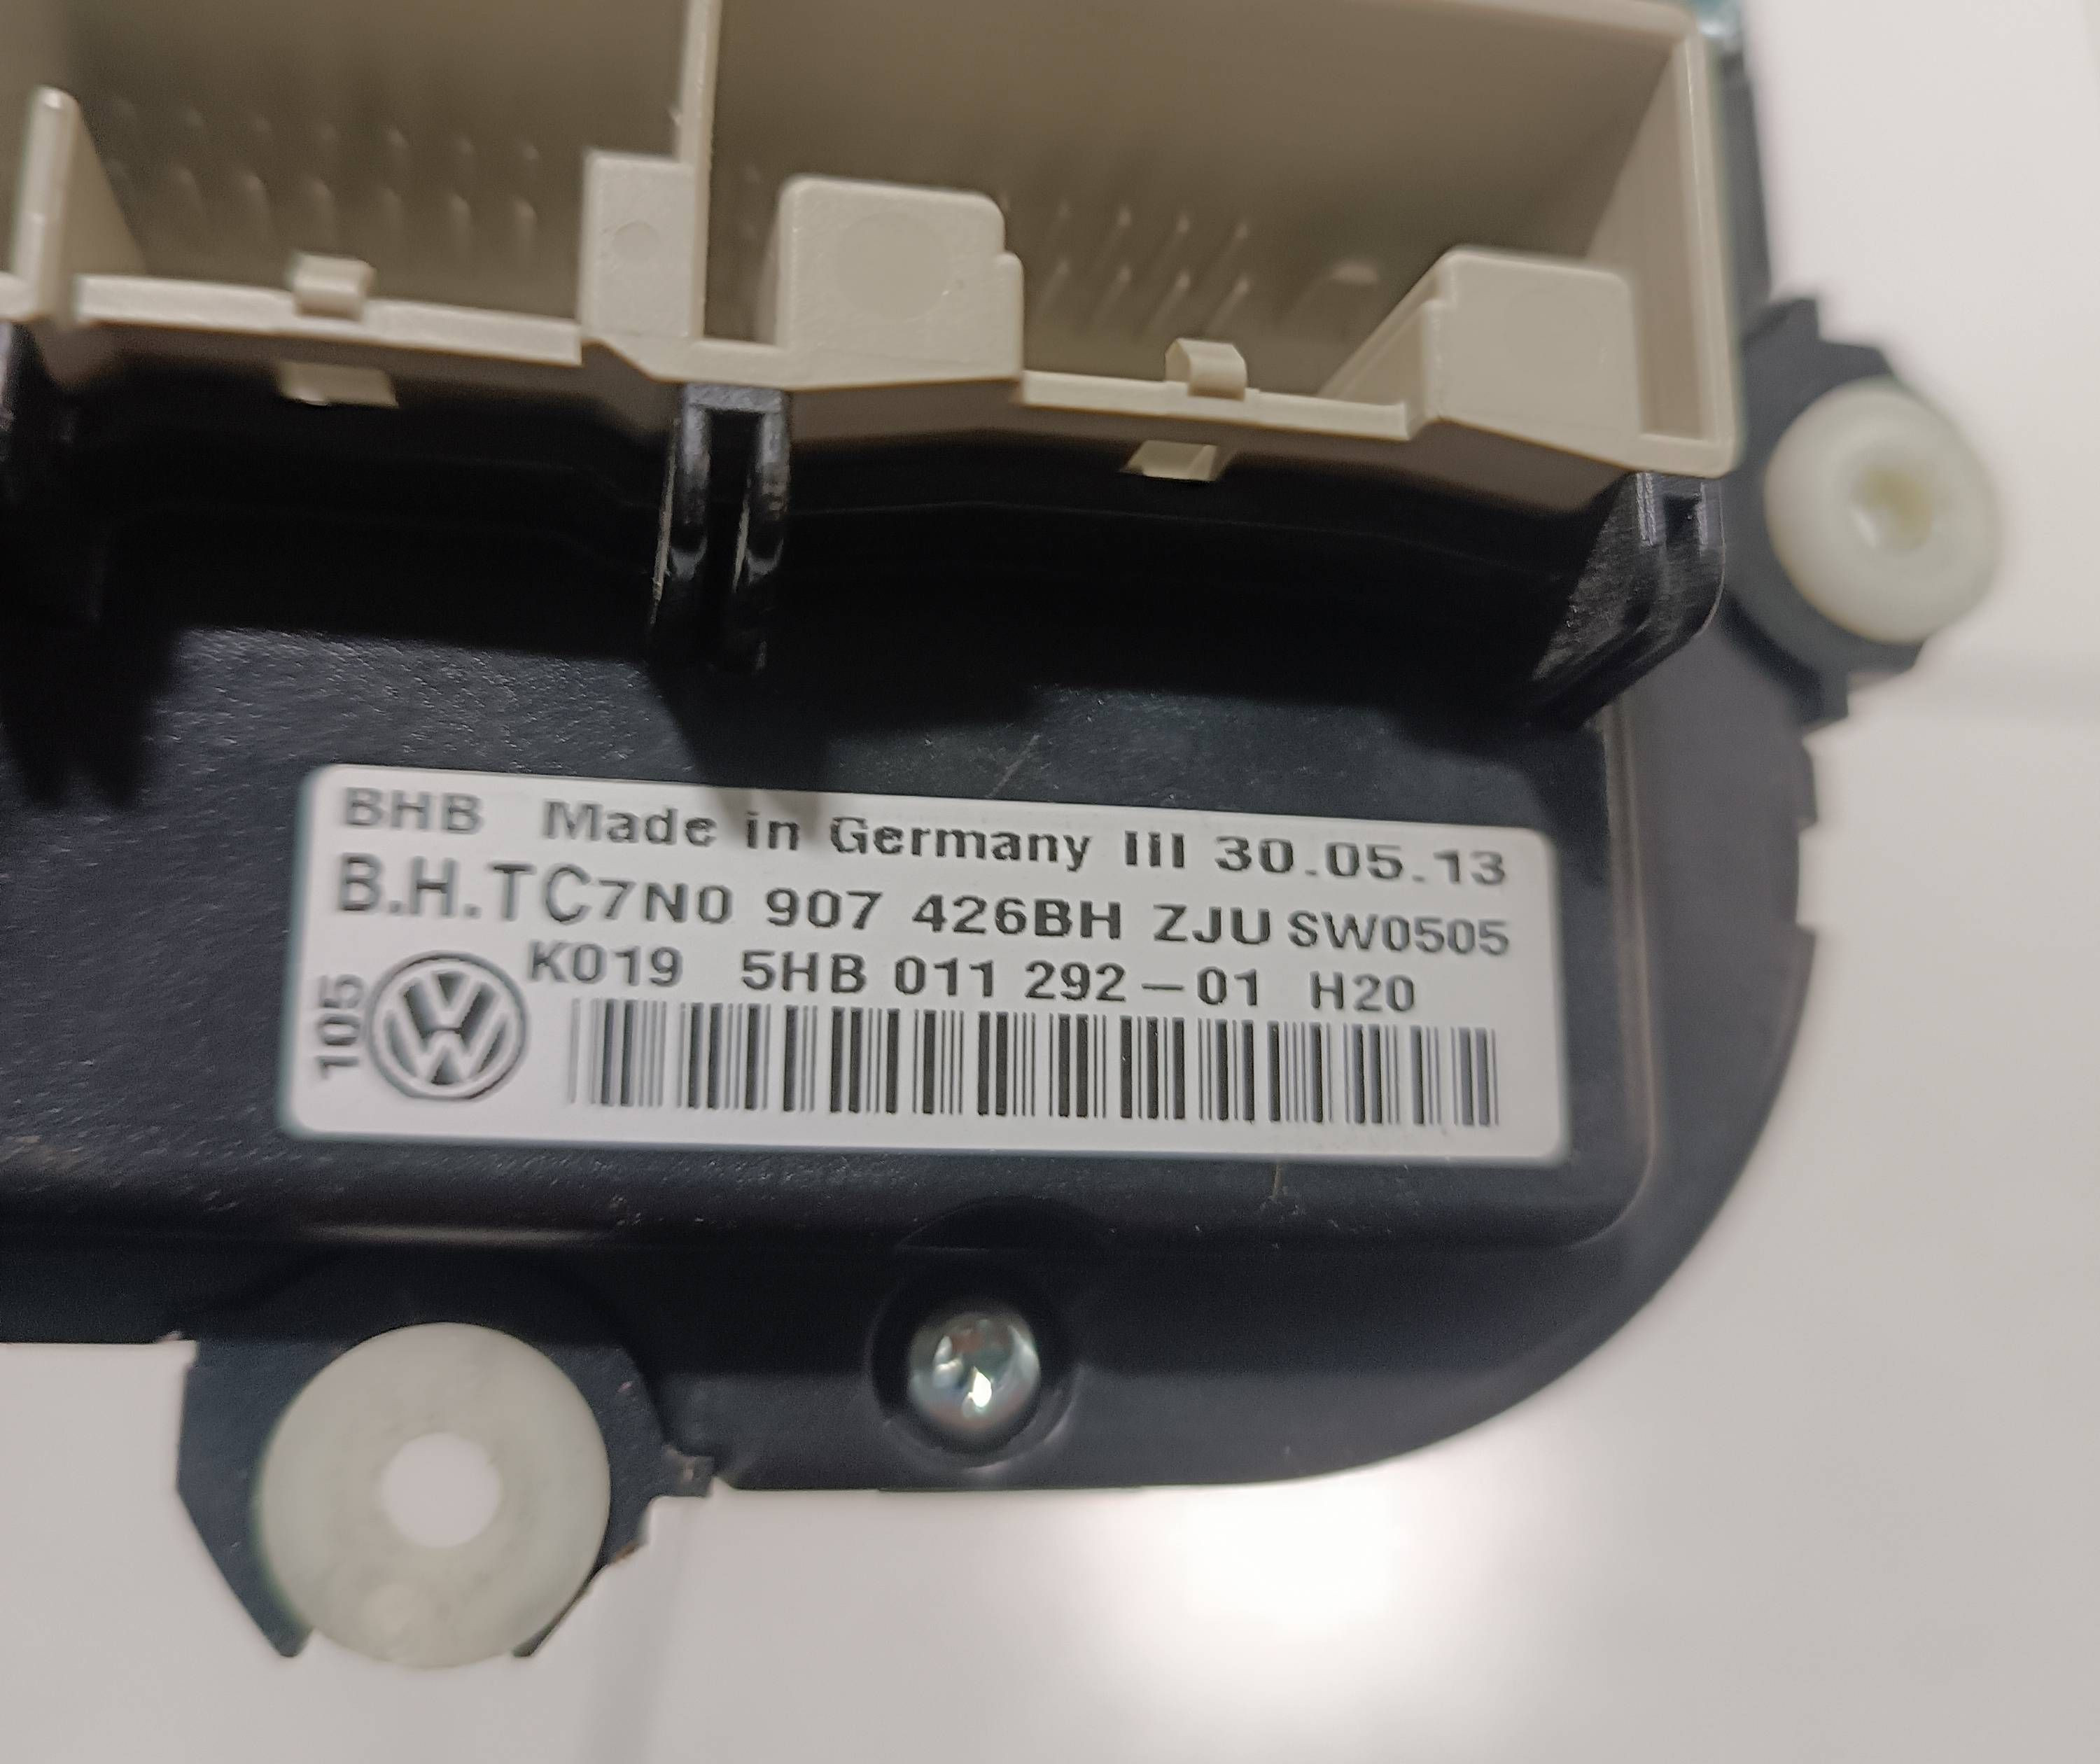 BHB Made in Germany III 30.05.13
B.H.TC7N0 907 426BH ZJU SW0505
K019 5HB 011 292-01 H20
105